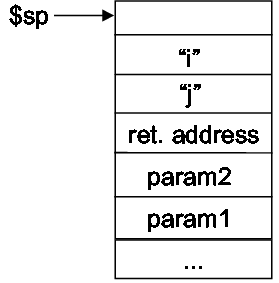 $sp
“i”
“j”
ret. address
param2
param1
...